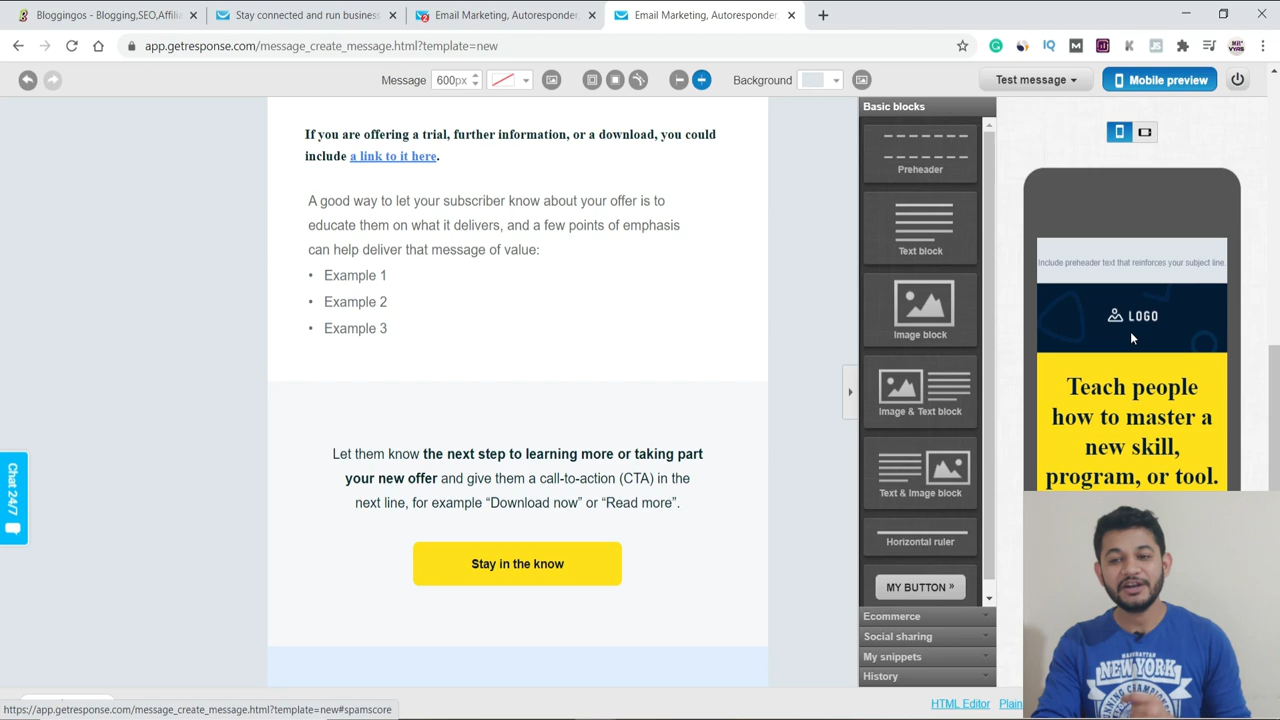 Bloggingos - Blogging,SEO,Affilia
Stay connected and run business
Email Marketing, Autoresponder,
Email Marketing, Autoresponder,
app.getresponse.com/message_create_message.html?template=new
Message 600px
Background
Test message
Mobile preview
If you are offering a trial, further information, or a download, you could
include a link to it here.
A good way to let your subscriber know about your offer is to
educate them on what it delivers, and a few points of emphasis
can help deliver that message of value:
• Example 1
• Example 2
• Example 3
Let them know the next step to learning more or taking part
your new offer and give them a call-to-action (CTA) in the
next line, for example “Download now” or “Read more”.
Stay in the know
Chat 24/7
Basic blocks
Preheader
Text block
Image block
Image & Text block
Text & Image block
Horizontal ruler
MY BUTTON »
Ecommerce
Social sharing
My snippets
History
Include preheader text that reinforces your subject line.
LOGO
Teach people
how to master a
new skill,
program, or tool.
MANHATTAN
NEW YORK
HTML Editor
Plain
https://app.getresponse.com/message_create_message.html?template=new#spamscore